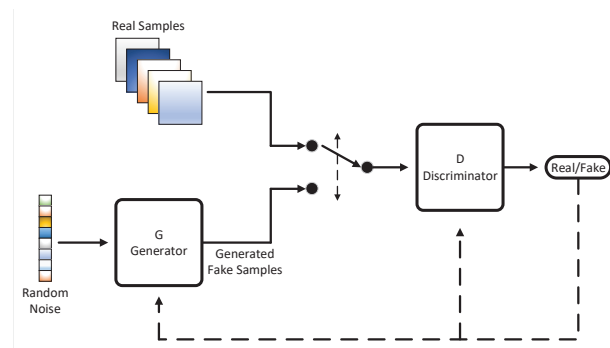 Real Samples
D
Discriminator
Real/Fake
G
Generator
Generated
Fake Samples
Random
Noise